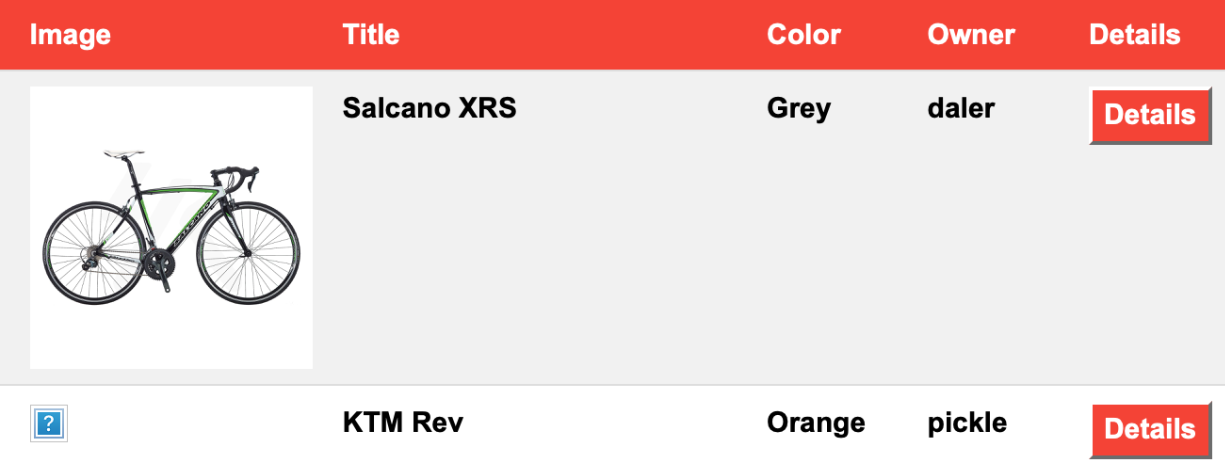 Image Title Color Owner Details
Salcano XRS Grey daler Details
KTM Rev Orange pickle Details